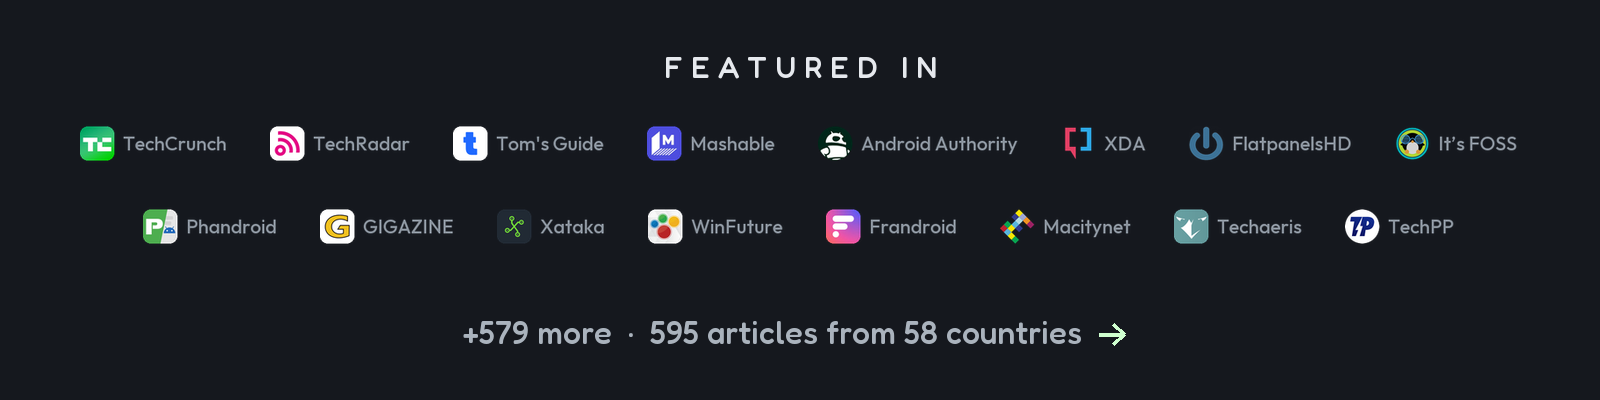 FEATURED IN
TechCrunch TechRadar Tom's Guide Mashable Android Authority XDA FlatpanelsHD It's FOSS
Phandroid GIGAZINE Xataka WinFuture Frandroid Macitynet Techaeris TechPP
+579 more · 595 articles from 58 countries →